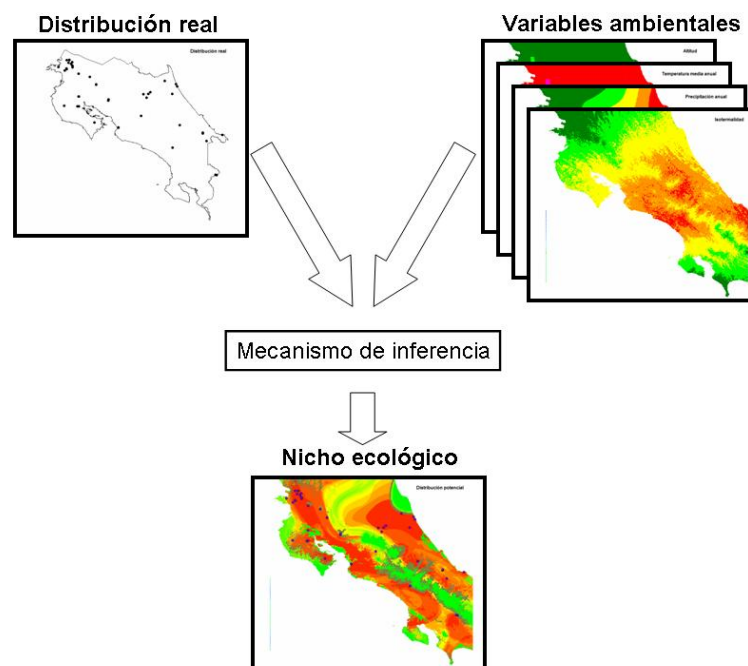 Distribución real
Variables ambientales
Distribución real
Altitud
Temperatura media anual
Precipitación anual
Isotermalidad
Mecanismo de inferencia
Nicho ecológico
Distribución potencial